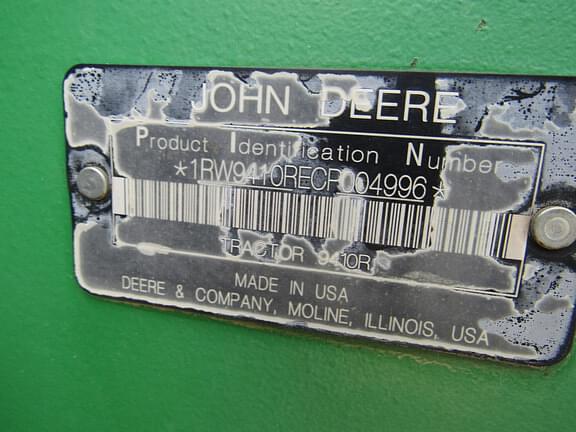 JOHN DEERE
Product Identification Number
*1RW9410RECP004996*
TRACTOR 9410R
MADE IN USA
DEERE & COMPANY, MOLINE, ILLINOIS, USA